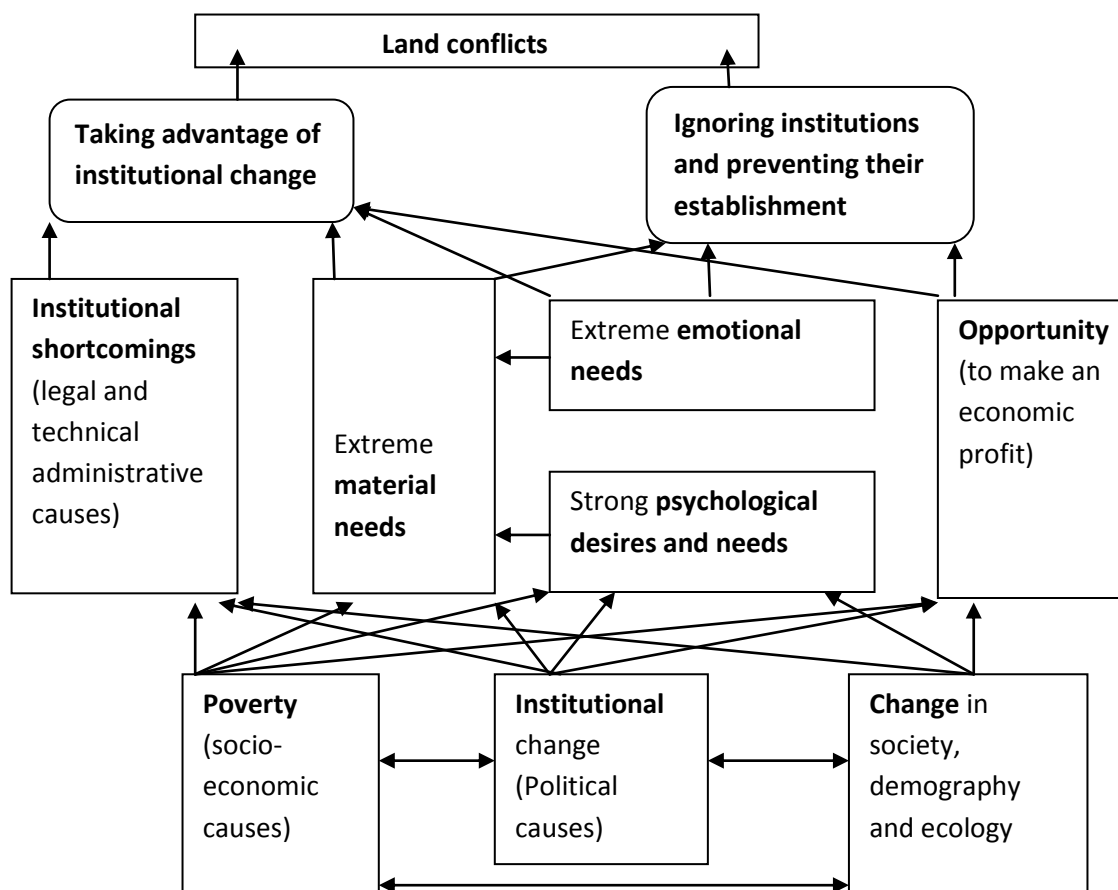 Land conflicts
Taking advantage of
institutional change
Ignoring institutions
and preventing their
establishment
Institutional
shortcomings
(legal and
technical
administrative
causes)
Extreme
material
needs
Extreme emotional
needs
Strong psychological
desires and needs
Opportunity
(to make an
economic
profit)
Poverty
(socio-
economic
causes)
Institutional
change
(Political
causes)
Change in
society,
demography
and ecology